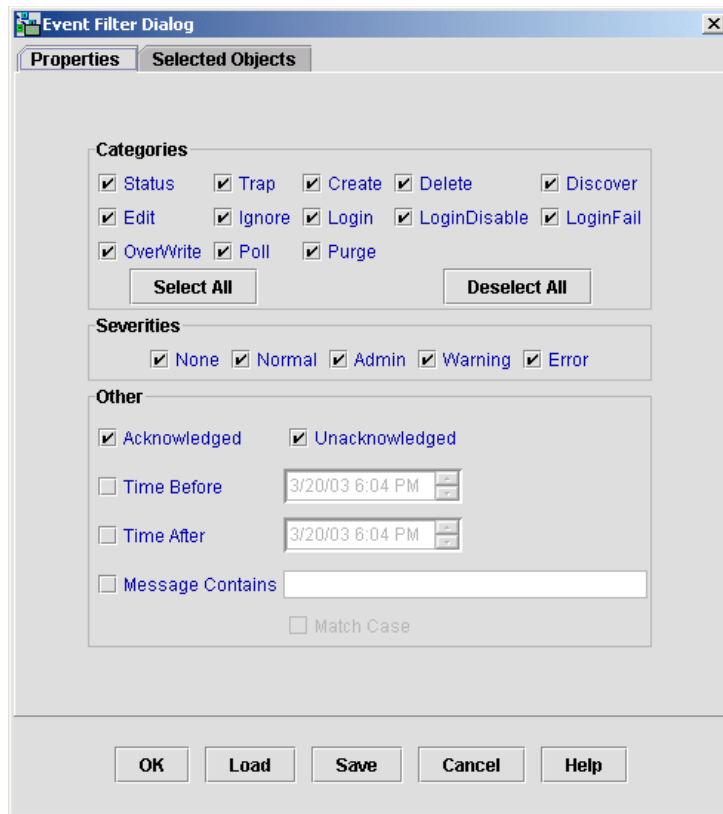 Event Filter Dialog
Properties Selected Objects
Categories
Status Trap Create Delete Discover
Edit Ignore Login LoginDisable LoginFail
OverWrite Poll Purge
Select All Deselect All
Severities
None Normal Admin Warning Error
Other
Acknowledged Unacknowledged
Time Before 3/20/03 6:04 PM
Time After 3/20/03 6:04 PM
Message Contains
Match Case
OK Load Save Cancel Help